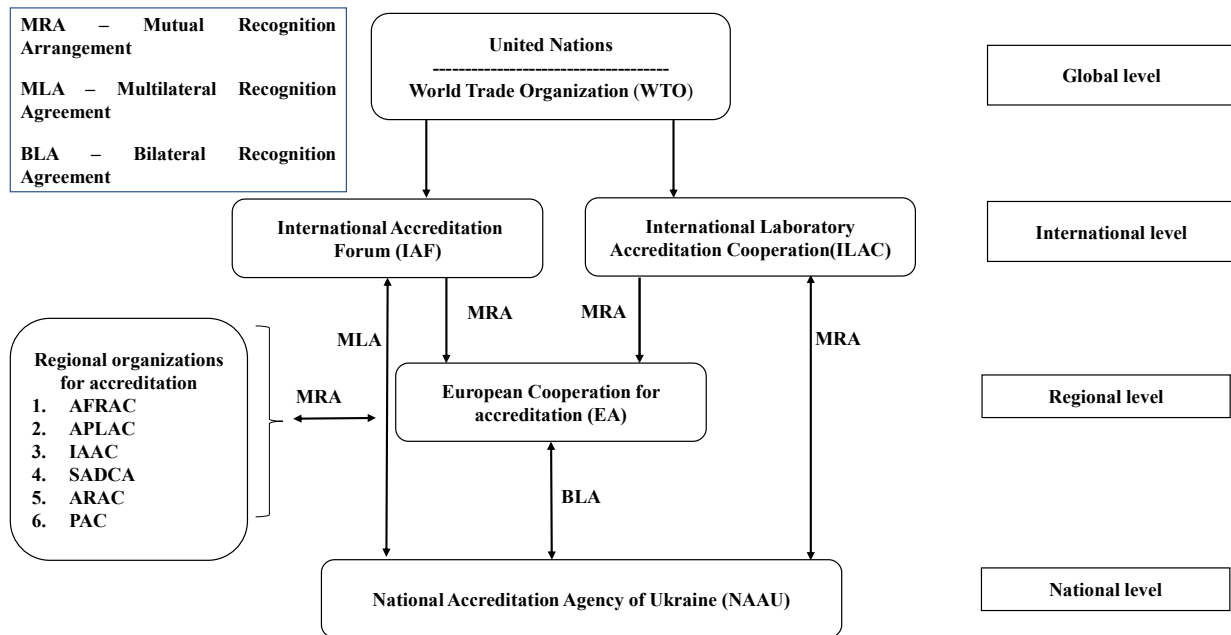 MRA – Mutual Recognition
Arrangement
MLA – Multilateral Recognition
Agreement
BLA – Bilateral Recognition
Agreement
United Nations
-------------------------------------
World Trade Organization (WTO)
Global level
International Accreditation
Forum (IAF)
International Laboratory
Accreditation Cooperation(ILAC)
International level
MRA
MRA
MLA
MRA
Regional organizations
for accreditation
1. AFRAC
2. APLAC
3. IAAC
4. SADCA
5. ARAC
6. PAC
MRA
European Cooperation for
accreditation (EA)
Regional level
BLA
National Accreditation Agency of Ukraine (NAAU)
National level